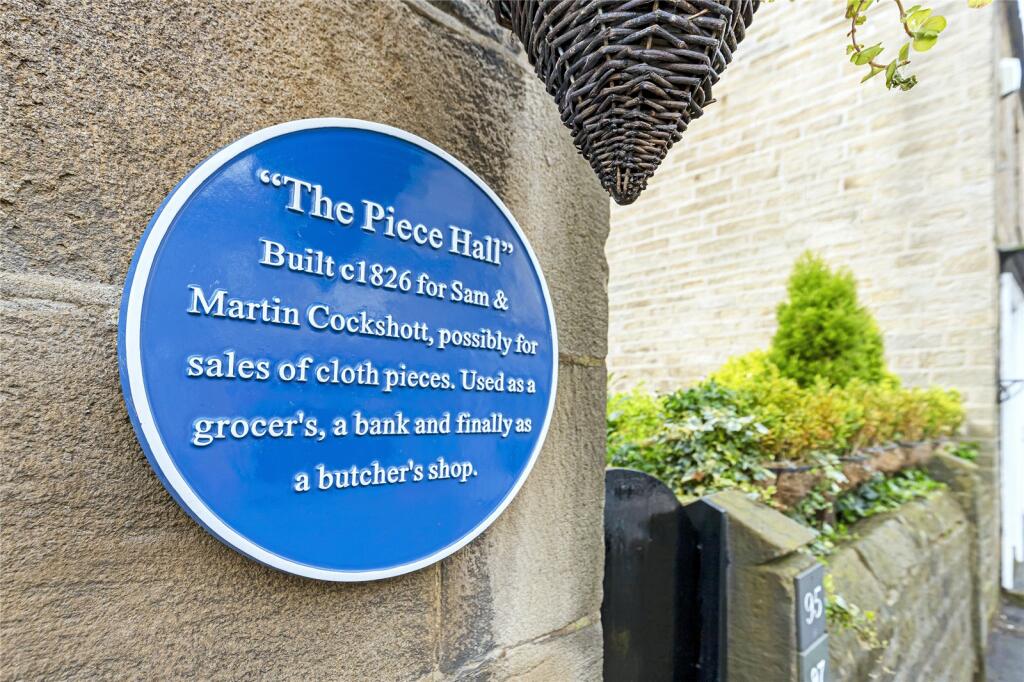 “The Piece Hall”
Built c1826 for Sam &
Martin Cockshott, possibly for
sales of cloth pieces. Used as a
grocer's, a bank and finally as
a butcher's shop.
95
97